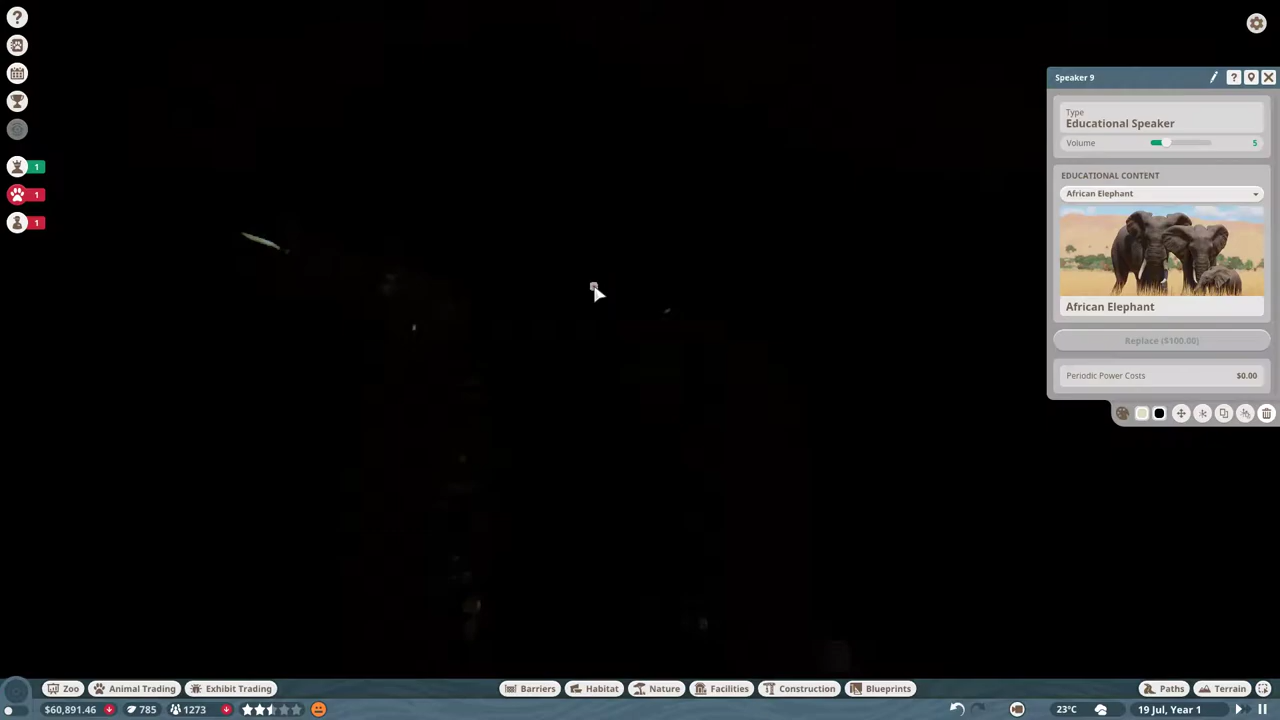 ?
1
1
1
Speaker 9
?
Type
Educational Speaker
Volume
5
EDUCATIONAL CONTENT
African Elephant
African Elephant
Replace ($100.00)
Periodic Power Costs
$0.00
Zoo
Animal Trading
Exhibit Trading
Barriers
Habitat
Nature
Facilities
Construction
Blueprints
Paths
Terrain
$60,891.46
785
1273
23°C
19 Jul, Year 1